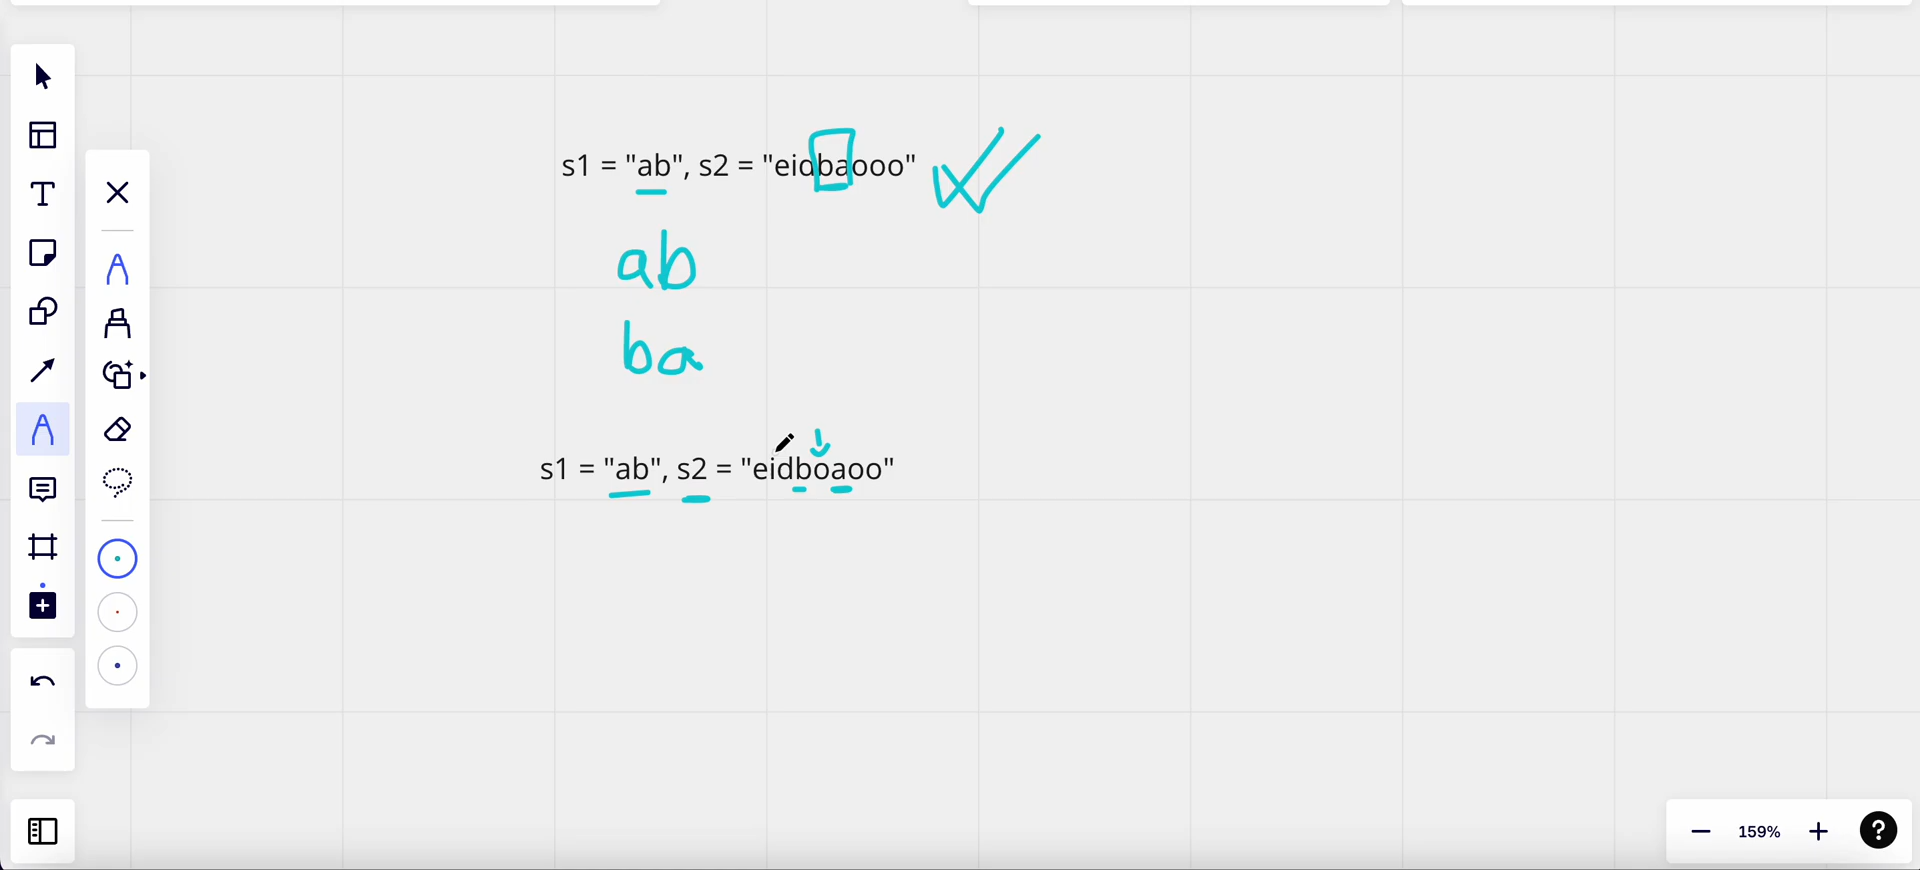 s1 = "ab", s2 = "eidbaooo"
ab
ba
s1 = "ab", s2 = "eidboaoo"
159%